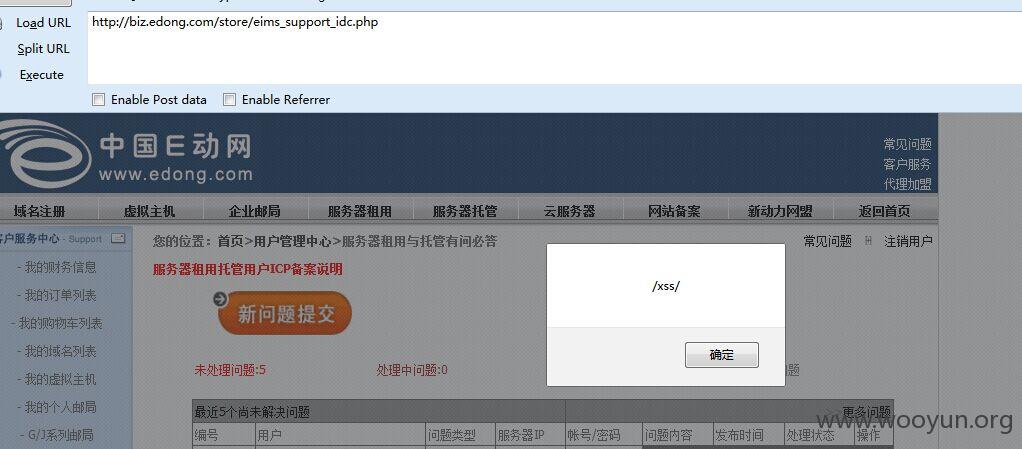 Load URL
http://biz.edong.com/store/eims_support_idc.php
Split URL
Execute
Enable Post data
Enable Referrer
中国E动网
www.edong.com
常见问题
客户服务
代理加盟
域名注册
虚拟主机
企业邮局
服务器租用
服务器托管
云服务器
网站备案
新动力网盟
返回首页
客户服务中心 - Support
您的位置：首页>用户管理中心>服务器租用与托管有问必答
常见问题
注销用户
- 我的财务信息
服务器租用托管用户ICP备案说明
- 我的订单列表
新问题提交
/xss/
- 我的购物车列表
- 我的域名列表
确定
未处理问题:5
处理中问题:0
- 我的虚拟主机
- 我的个人邮局
最近5个尚未解决问题
更多问题
www.wooyun.org
- G/J系列邮局
编号
用户
问题类型
服务器IP
帐号/密码
问题内容
发布时间
处理状态
操作